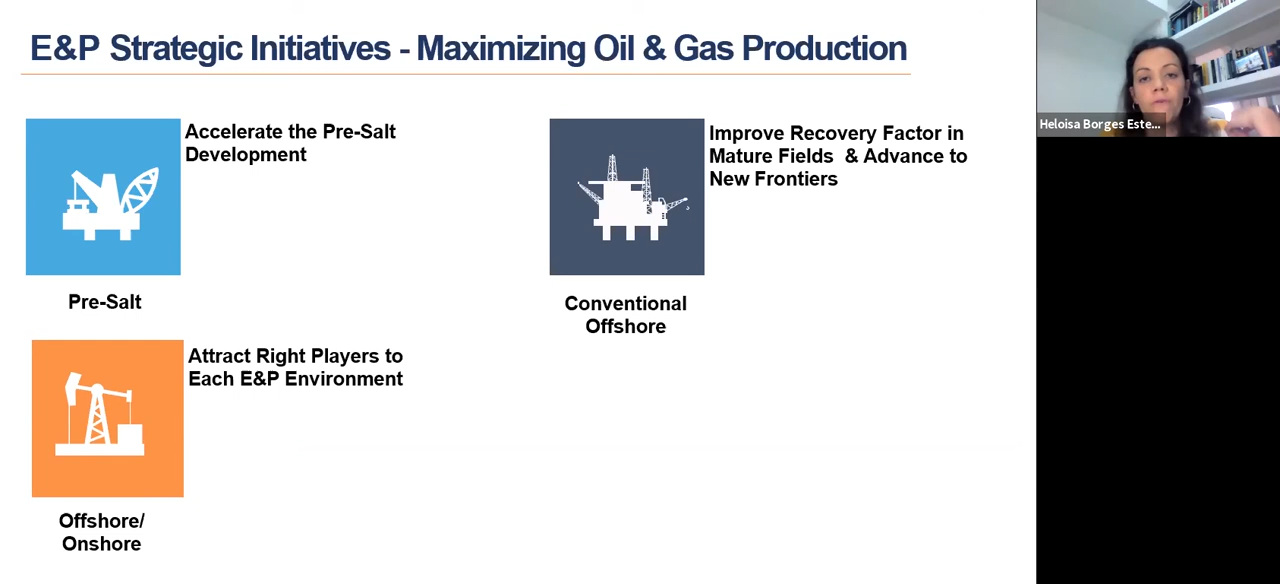 E&P Strategic Initiatives - Maximizing Oil & Gas Production
Accelerate the Pre-Salt
Development
Pre-Salt
Improve Recovery Factor in
Mature Fields & Advance to
New Frontiers
Conventional
Offshore
Attract Right Players to
Each E&P Environment
Offshore/
Onshore
Heloisa Borges Este...